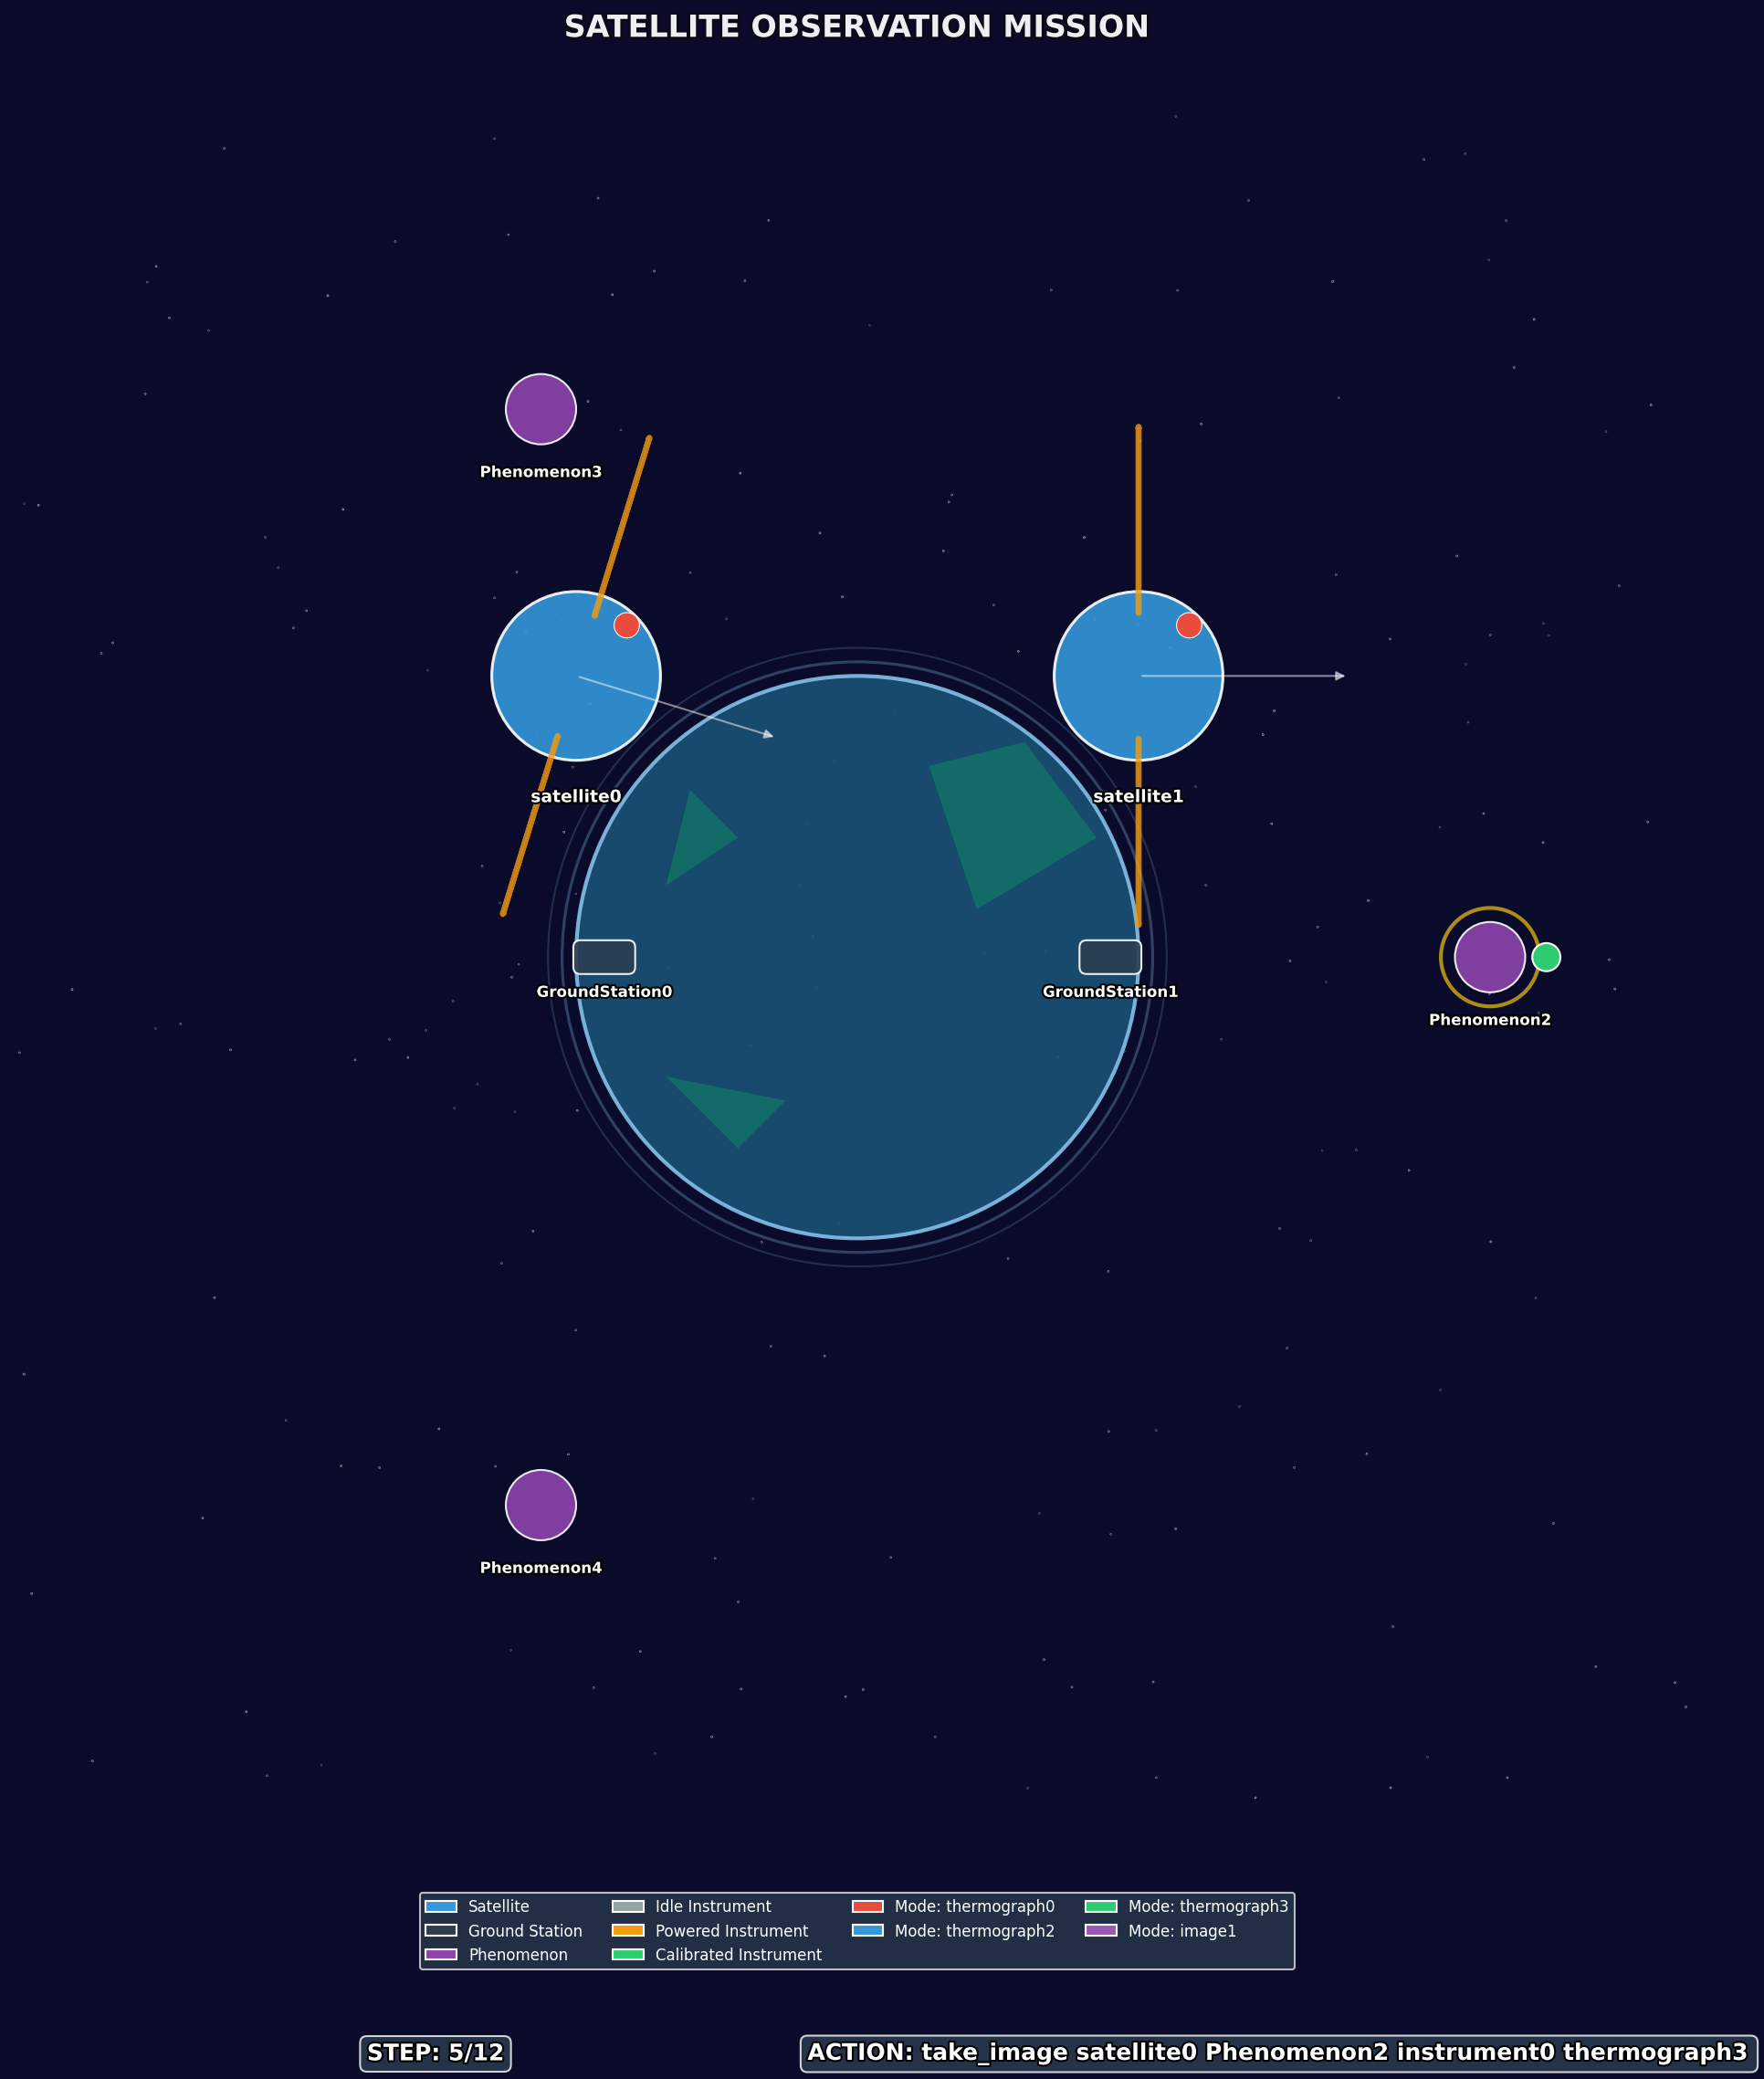 SATELLITE OBSERVATION MISSION
Phenomenon3
satellite0
satellite1
GroundStation0
GroundStation1
Phenomenon2
Phenomenon4
Satellite
Ground Station
Phenomenon
Idle Instrument
Powered Instrument
Calibrated Instrument
Mode: thermograph0
Mode: thermograph2
Mode: thermograph3
Mode: image1
STEP: 5/12
ACTION: take_image satellite0 Phenomenon2 instrument0 thermograph3